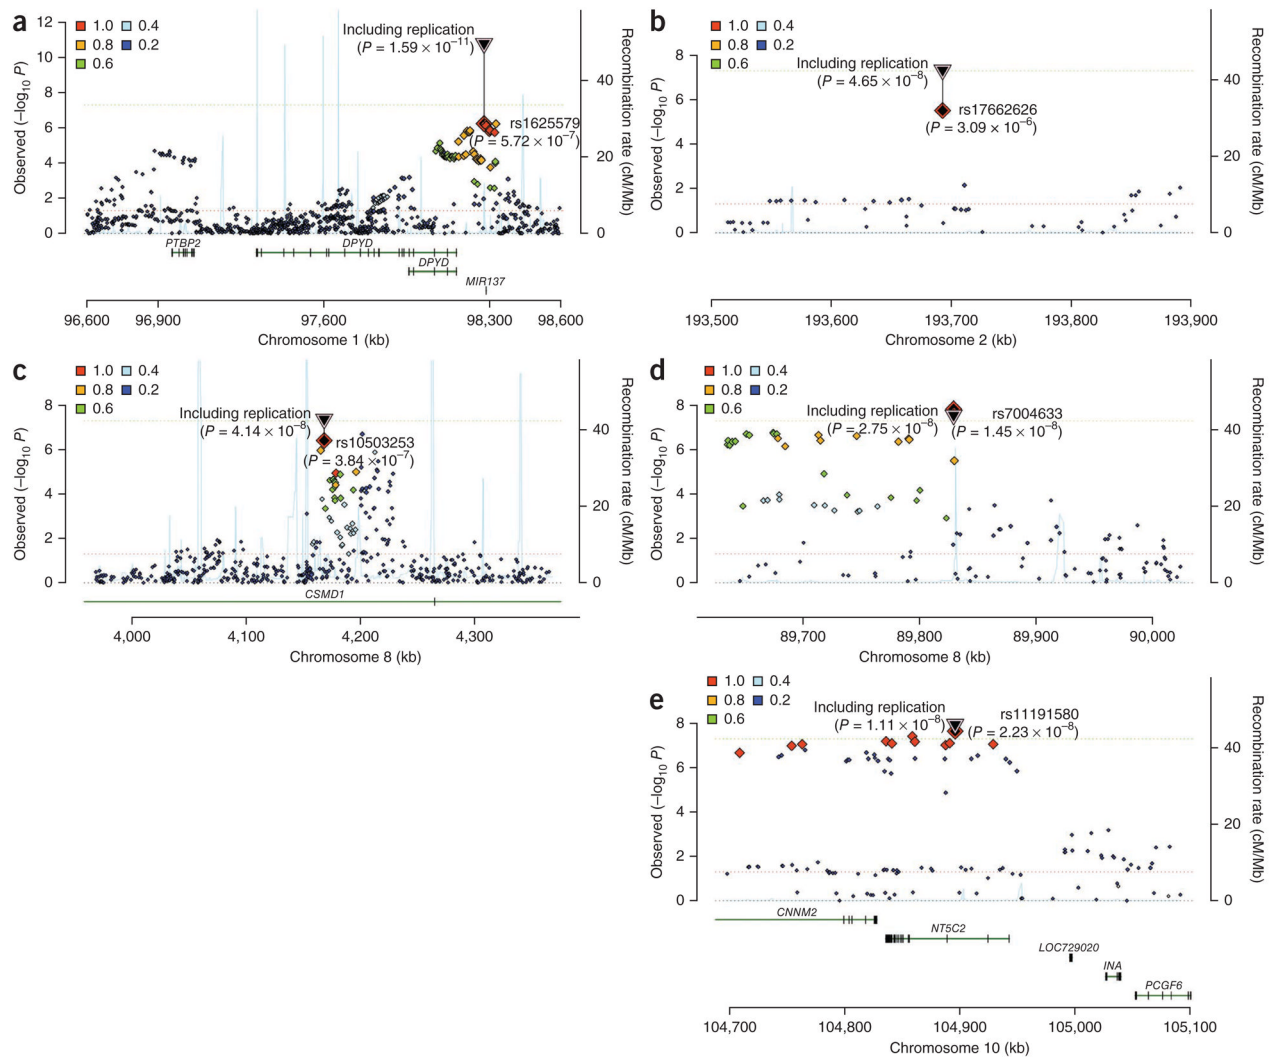 a
1.0 0.4
0.8 0.2
0.6
Including replication
(P = 1.59 × 10⁻¹¹)
rs1625579
(P = 5.72 × 10⁻⁷)
Observed (–log₁₀ P)
12
10
8
6
4
2
0
Recombination rate (cM/Mb)
40
20
0
PTBP2
DPYD
DPYD
MIR137
96,600 96,900 97,600 98,300 98,600
Chromosome 1 (kb)
b
1.0 0.4
0.8 0.2
0.6
Including replication
(P = 4.65 × 10⁻⁸)
rs17662626
(P = 3.09 × 10⁻⁶)
Observed (–log₁₀ P)
8
6
4
2
0
Recombination rate (cM/Mb)
40
20
0
193,500 193,600 193,700 193,800 193,900
Chromosome 2 (kb)
c
1.0 0.4
0.8 0.2
0.6
Including replication
(P = 4.14 × 10⁻⁸)
rs10503253
(P = 3.84 × 10⁻⁷)
Observed (–log₁₀ P)
8
6
4
2
0
Recombination rate (cM/Mb)
40
20
0
CSMD1
4,000 4,100 4,200 4,300
Chromosome 8 (kb)
d
1.0 0.4
0.8 0.2
0.6
Including replication
(P = 2.75 × 10⁻⁸)
rs7004633
(P = 1.45 × 10⁻⁸)
Observed (–log₁₀ P)
8
6
4
2
0
Recombination rate (cM/Mb)
40
20
0
89,700 89,800 89,900 90,000
Chromosome 8 (kb)
e
1.0 0.4
0.8 0.2
0.6
Including replication
(P = 1.11 × 10⁻⁸)
rs11191580
(P = 2.23 × 10⁻⁸)
Observed (–log₁₀ P)
8
6
4
2
0
Recombination rate (cM/Mb)
40
20
0
CNNM2
NT5C2
LOC729020
INA
PCGF6
104,700 104,800 104,900 105,000 105,100
Chromosome 10 (kb)